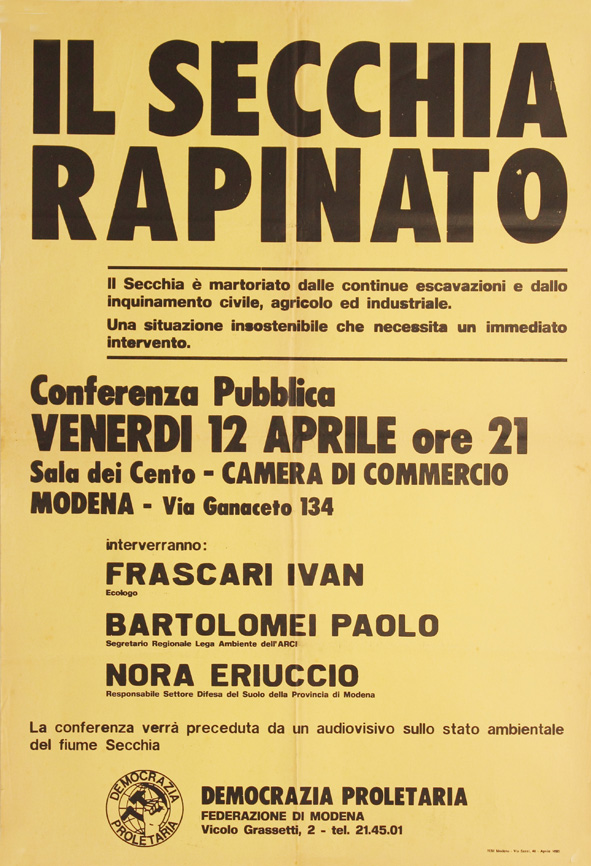 IL SECCHIA
RAPINATO
Il Secchia è martoriato dalle continue escavazioni e dallo
inquinamento civile, agricolo ed industriale.
Una situazione insostenibile che necessita un immediato
intervento.
Conferenza Pubblica
VENERDI 12 APRILE ore 21
Sala dei Cento - CAMERA DI COMMERCIO
MODENA - Via Ganaceto 134
interverranno:
FRASCARI IVAN
Ecologo
BARTOLOMEI PAOLO
Segretario Regionale Lega Ambiente dell'ARCI
NORA ERIUCCIO
Responsabile Settore Difesa del Suolo della Provincia di Modena
La conferenza verrà preceduta da un audiovisivo sullo stato ambientale
del fiume Secchia
DEMOCRAZIA
PROLETARIA
DEMOCRAZIA PROLETARIA
FEDERAZIONE DI MODENA
Vicolo Grassetti, 2 - tel. 21.45.01